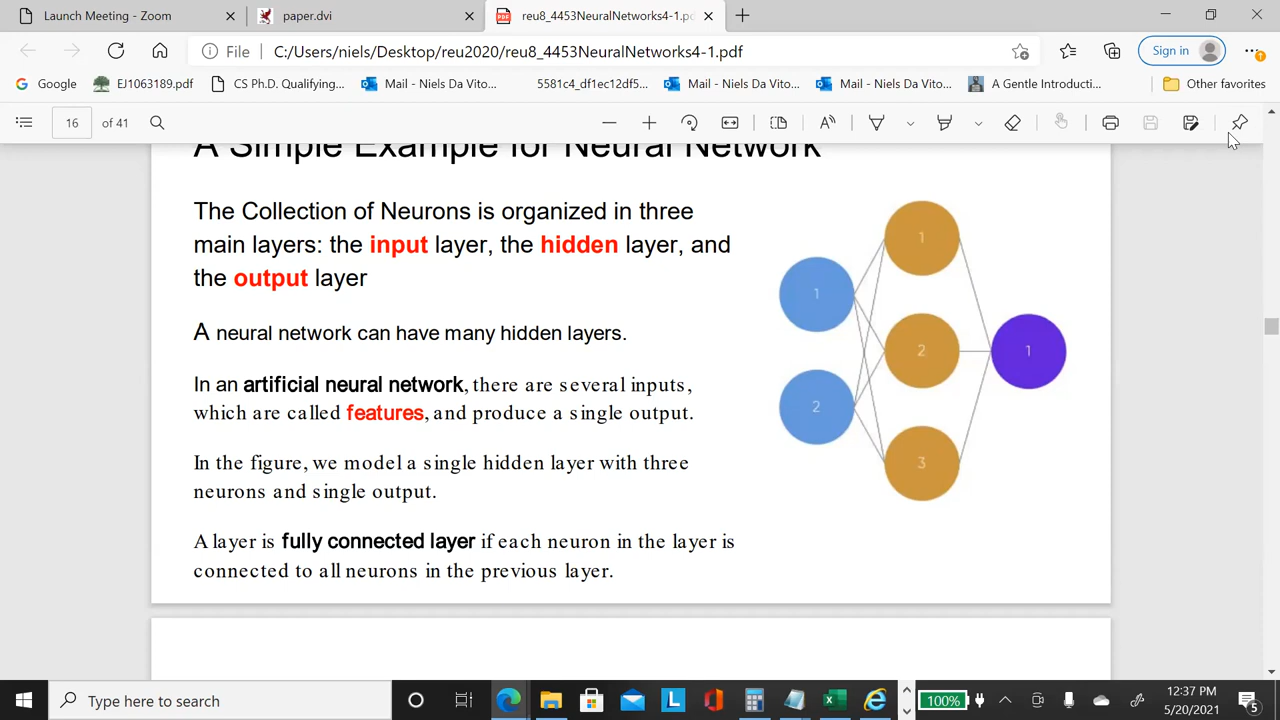 Launch Meeting - Zoom
paper.dvi
reu8_4453NeuralNetworks4-1.pdf
File
C:/Users/niels/Desktop/reu2020/reu8_4453NeuralNetworks4-1.pdf
Sign in
Google
EJ1063189.pdf
CS Ph.D. Qualifying...
Mail - Niels Da Vito...
5581c4_df1ec12df5...
Mail - Niels Da Vito...
Mail - Niels Da Vito...
A Gentle Introducti...
Other favorites
16 of 41
A Simple Example for Neural Network
The Collection of Neurons is organized in three
main layers: the input layer, the hidden layer, and
the output layer
A neural network can have many hidden layers.
In an artificial neural network, there are several inputs,
which are called features, and produce a single output.
In the figure, we model a single hidden layer with three
neurons and single output.
A layer is fully connected layer if each neuron in the layer is
connected to all neurons in the previous layer.
1
2
1
2
3
1
Type here to search
100%
12:37 PM
5/20/2021
5